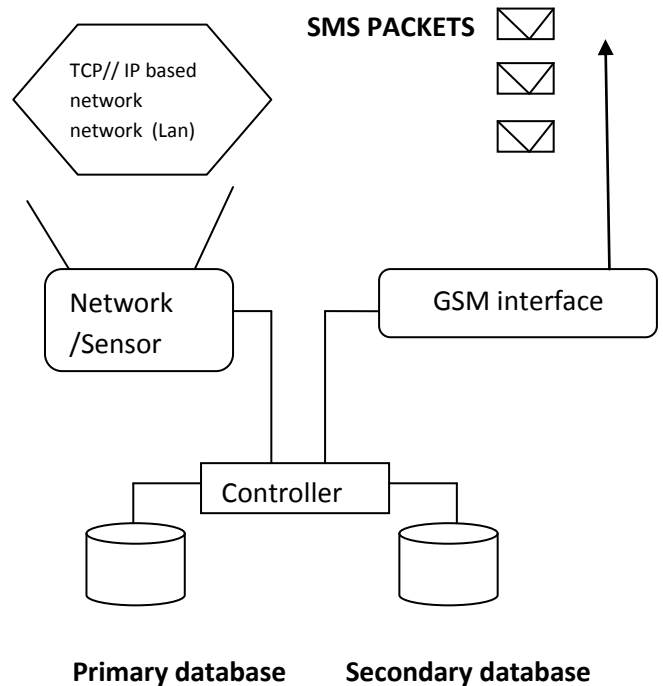 SMS PACKETS
TCP// IP based
network
network (Lan)
Network
/Sensor
GSM interface
Controller
Primary database
Secondary database